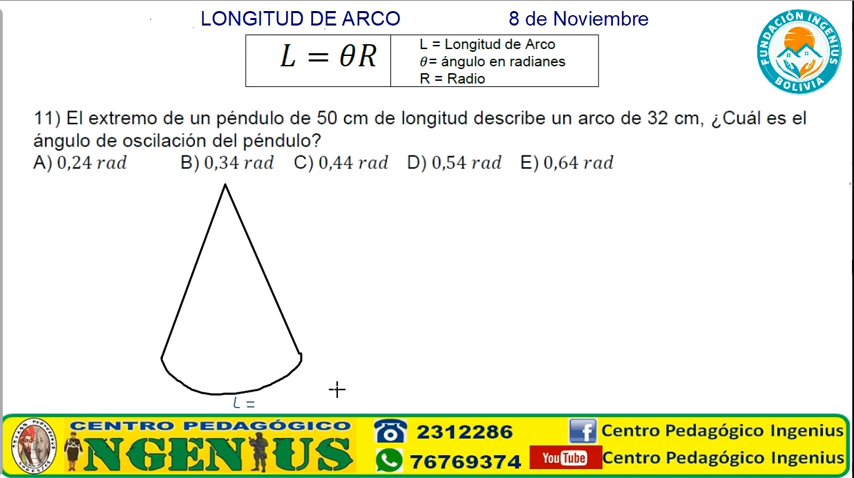 LONGITUD DE ARCO 8 de Noviembre
L = θR
L = Longitud de Arco
θ= ángulo en radianes
R = Radio
FUNDACIÓN INGENIUS
BOLIVIA
11) El extremo de un péndulo de 50 cm de longitud describe un arco de 32 cm, ¿Cuál es el
ángulo de oscilación del péndulo?
A) 0,24 rad B) 0,34 rad C) 0,44 rad D) 0,54 rad E) 0,64 rad
L =
CENTRO PEDAGÓGICO
INGENIUS
2312286
76769374
f Centro Pedagógico Ingenius
YouTube Centro Pedagógico Ingenius